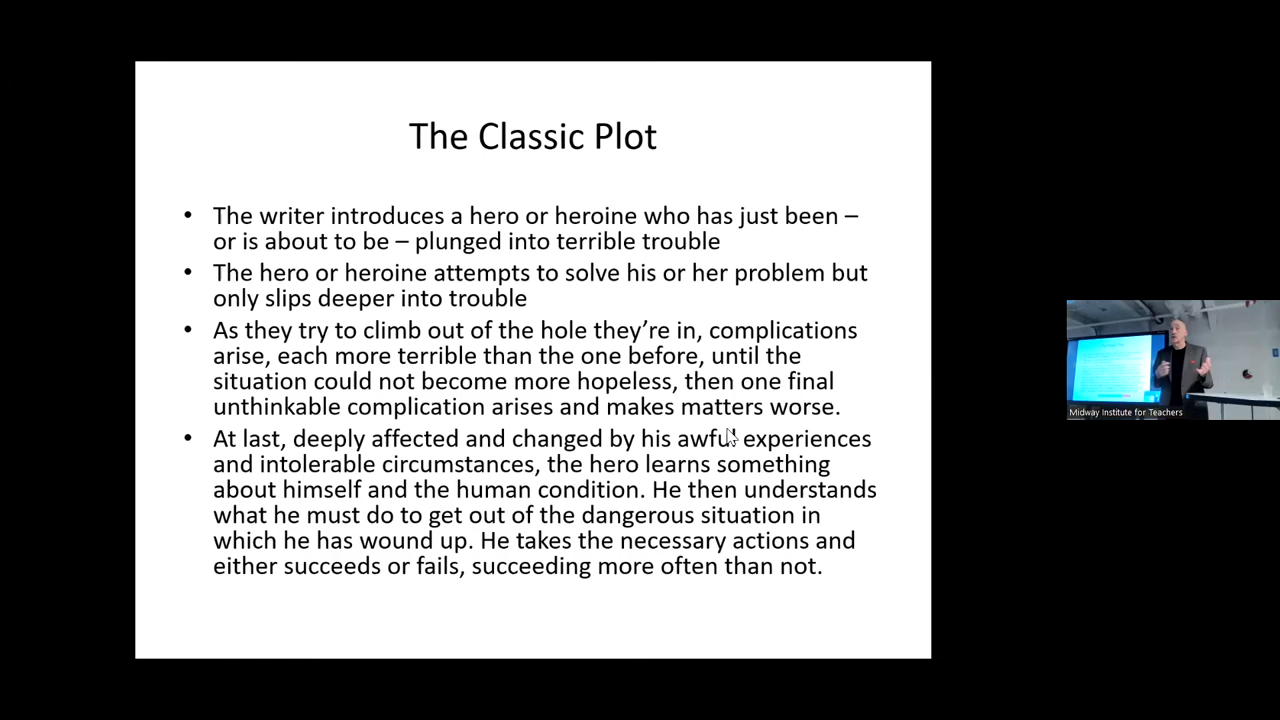 The Classic Plot
• The writer introduces a hero or heroine who has just been –
or is about to be – plunged into terrible trouble
• The hero or heroine attempts to solve his or her problem but
only slips deeper into trouble
• As they try to climb out of the hole they’re in, complications
arise, each more terrible than the one before, until the
situation could not become more hopeless, then one final
unthinkable complication arises and makes matters worse.
• At last, deeply affected and changed by his awful experiences
and intolerable circumstances, the hero learns something
about himself and the human condition. He then understands
what he must do to get out of the dangerous situation in
which he has wound up. He takes the necessary actions and
either succeeds or fails, succeeding more often than not.
Midway Institute for Teachers